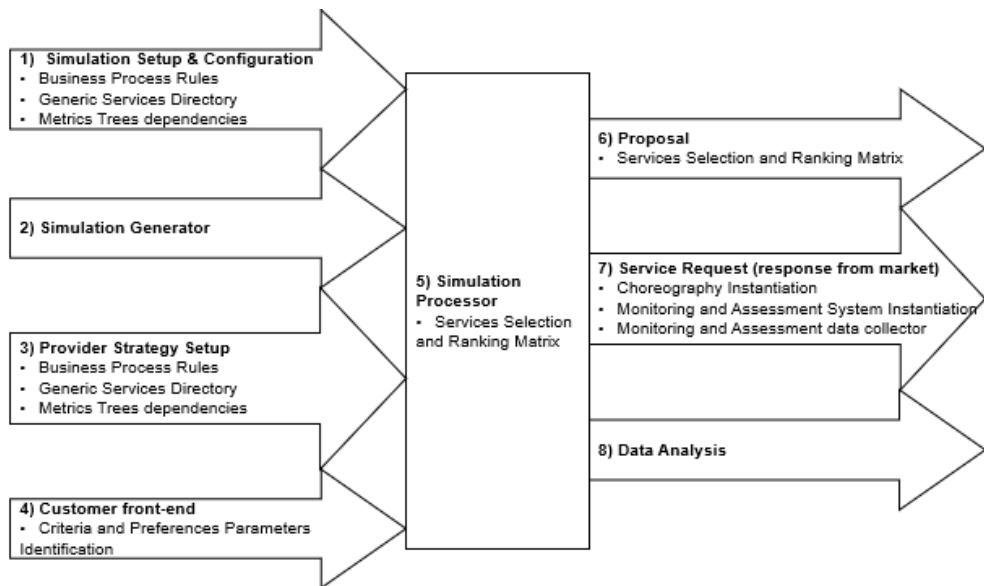 1) Simulation Setup & Configuration
▪ Business Process Rules
▪ Generic Services Directory
▪ Metrics Trees dependencies
2) Simulation Generator
3) Provider Strategy Setup
▪ Business Process Rules
▪ Generic Services Directory
▪ Metrics Trees dependencies
4) Customer front-end
▪ Criteria and Preferences Parameters
Identification
5) Simulation
Processor
▪ Services Selection
and Ranking Matrix
6) Proposal
▪ Services Selection and Ranking Matrix
7) Service Request (response from market)
▪ Choreography Instantiation
▪ Monitoring and Assessment System Instantiation
▪ Monitoring and Assessment data collector
8) Data Analysis